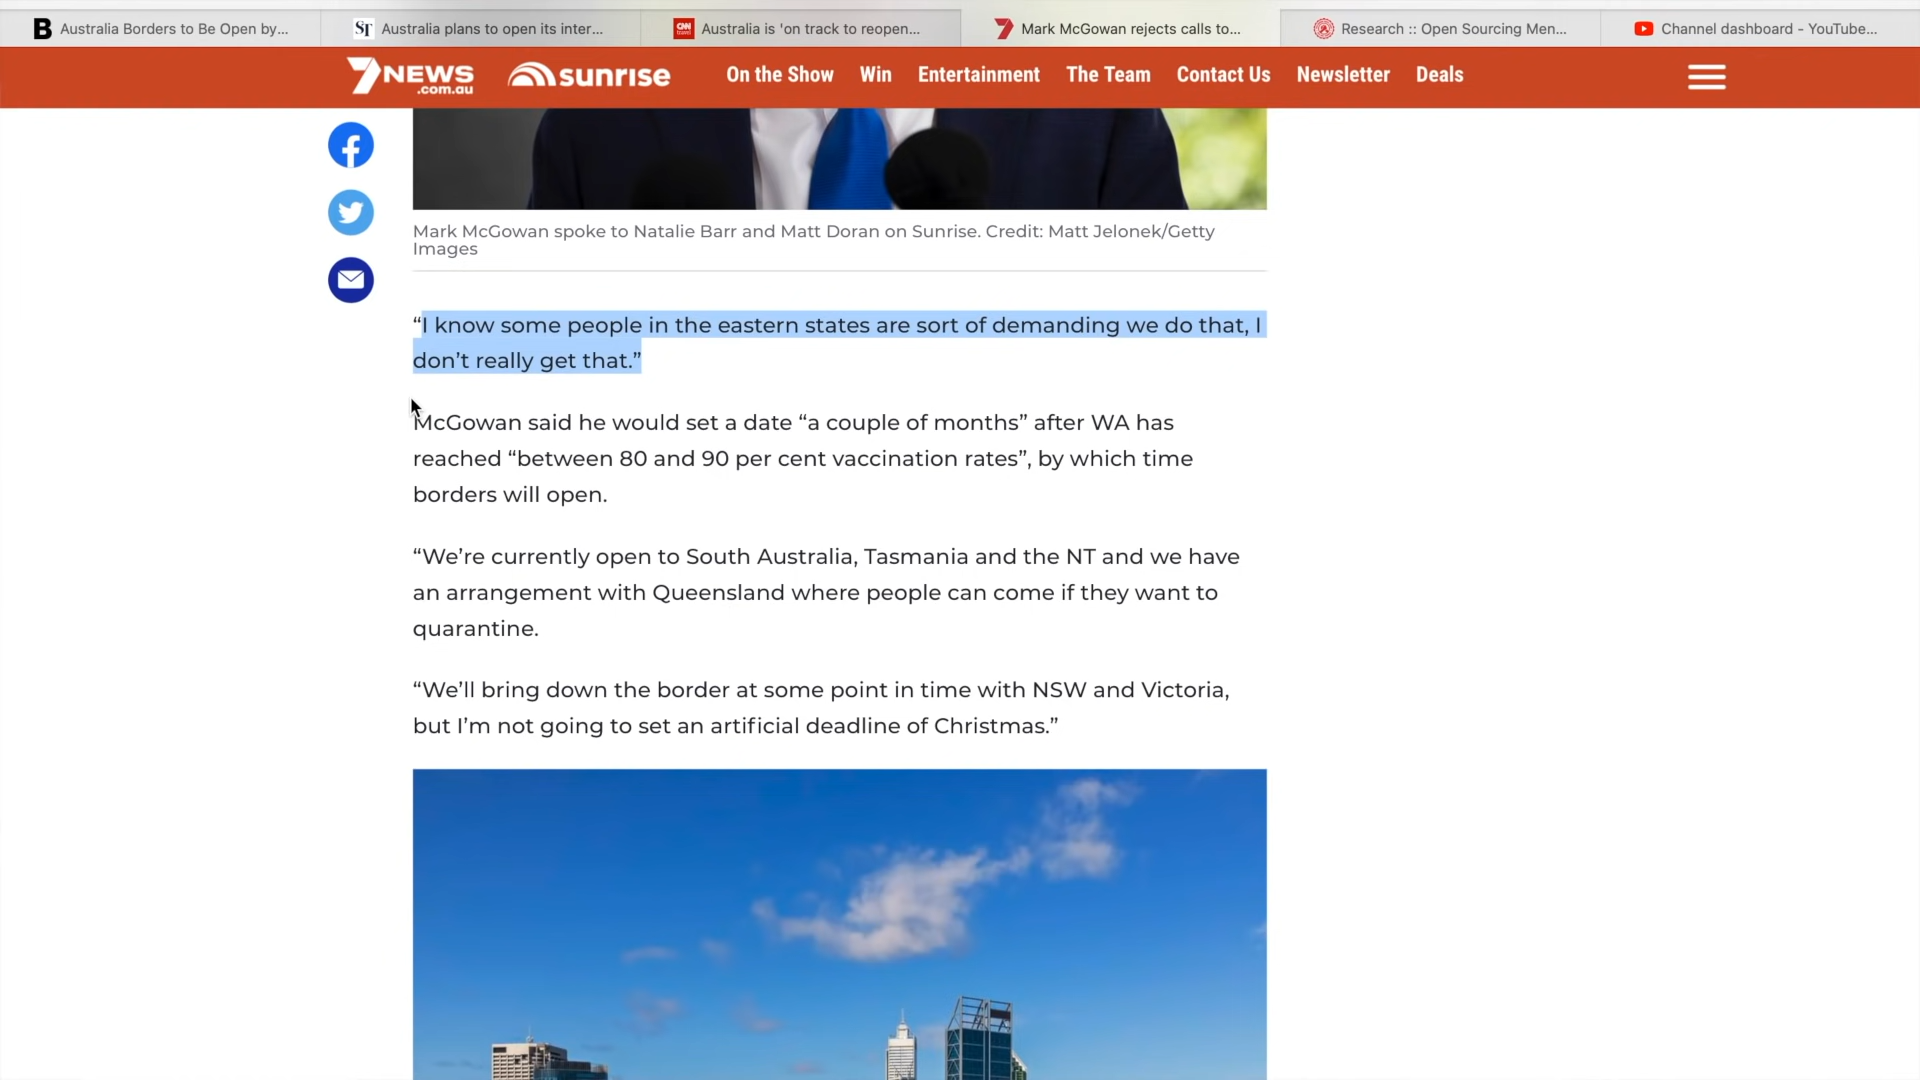 Australia Borders to Be Open by...
Australia plans to open its inter...
Australia is 'on track to reopen...
Mark McGowan rejects calls to...
Research :: Open Sourcing Men...
Channel dashboard - YouTube...
7NEWS .com.au
sunrise
On the Show
Win
Entertainment
The Team
Contact Us
Newsletter
Deals
Mark McGowan spoke to Natalie Barr and Matt Doran on Sunrise. Credit: Matt Jelonek/Getty
Images
“I know some people in the eastern states are sort of demanding we do that, I
don’t really get that.”
McGowan said he would set a date “a couple of months” after WA has
reached “between 80 and 90 per cent vaccination rates”, by which time
borders will open.
“We’re currently open to South Australia, Tasmania and the NT and we have
an arrangement with Queensland where people can come if they want to
quarantine.
“We’ll bring down the border at some point in time with NSW and Victoria,
but I’m not going to set an artificial deadline of Christmas.”